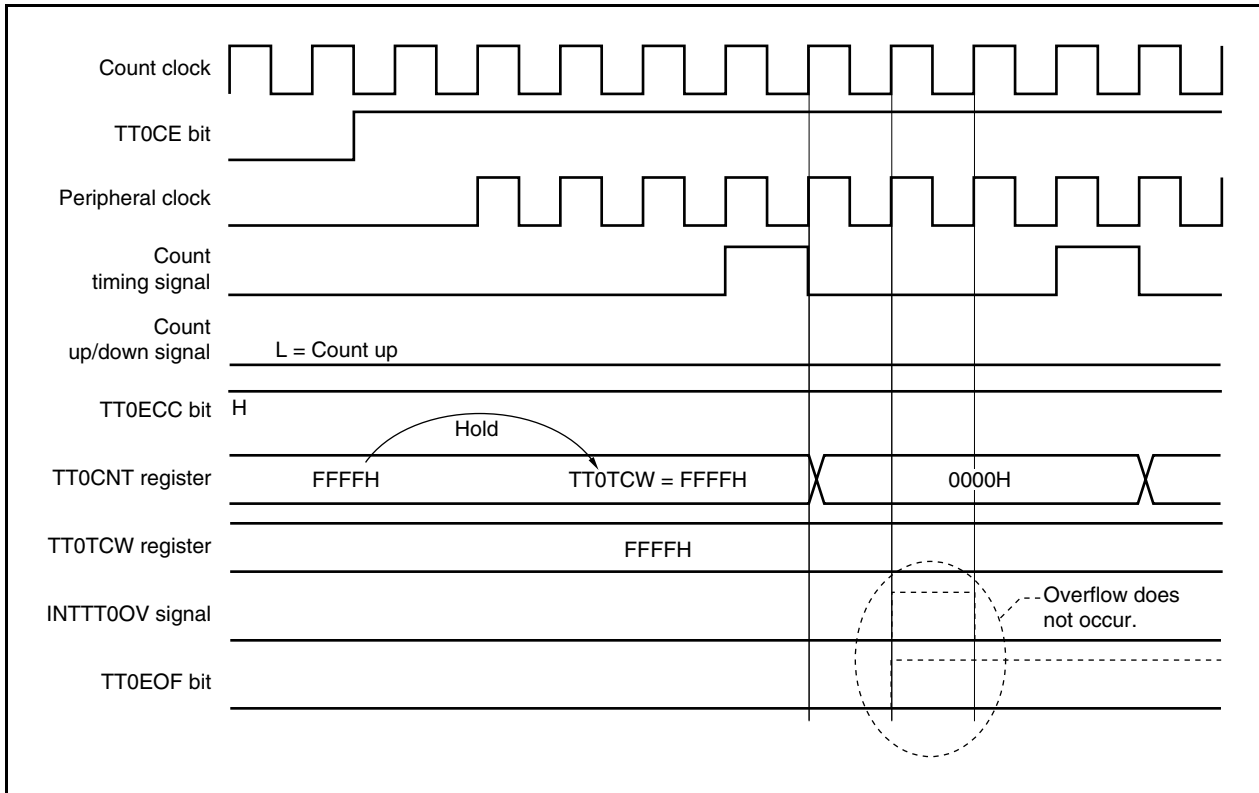 Count clock
TT0CE bit
Peripheral clock
Count
timing signal
Count
up/down signal
L = Count up
TT0ECC bit
H
Hold
TT0CNT register
FFFFH
TT0TCW = FFFFH
0000H
TT0TCW register
FFFFH
INTTT0OV signal
Overflow does
not occur.
TT0EOF bit